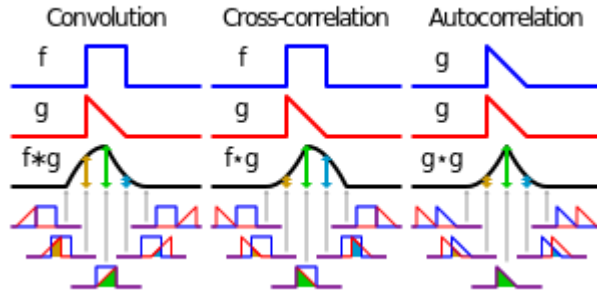 Convolution Cross-correlation Autocorrelation
f f g
g g g
f∗g f⋆g g⋆g